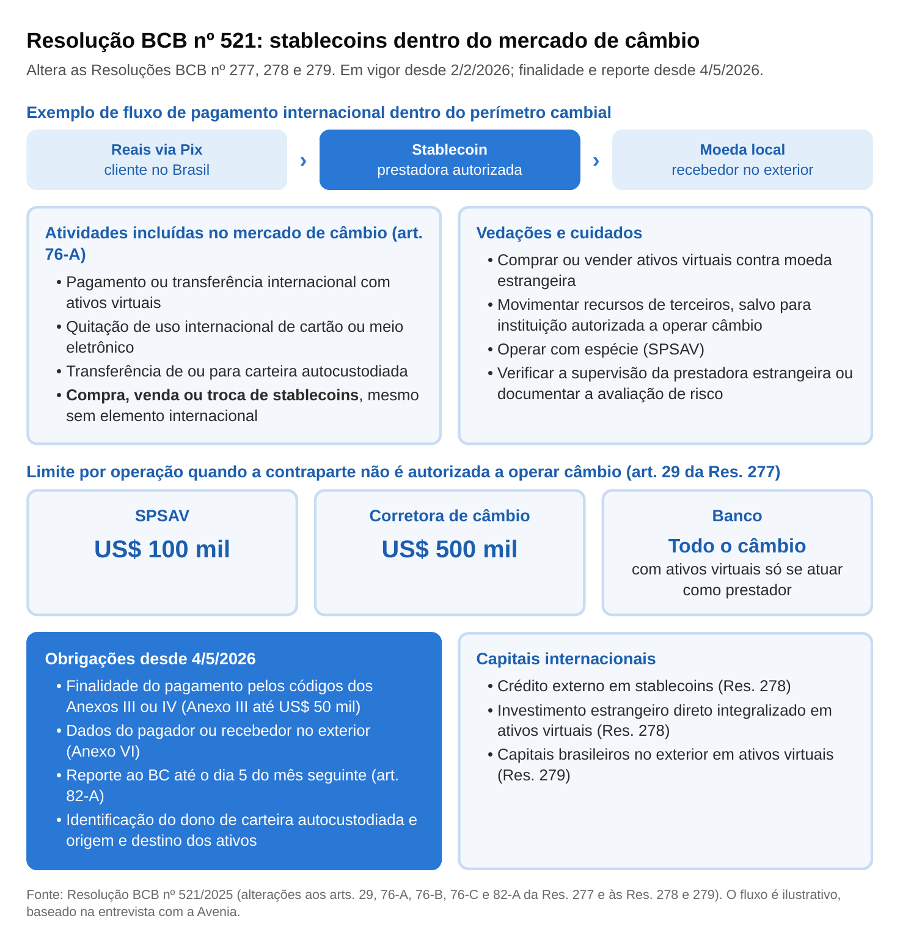 Resolução BCB nº 521: stablecoins dentro do mercado de câmbio
Altera as Resoluções BCB nº 277, 278 e 279. Em vigor desde 2/2/2026; finalidade e reporte desde 4/5/2026.
Exemplo de fluxo de pagamento internacional dentro do perímetro cambial
Reais via Pix
cliente no Brasil
›
Stablecoin
prestadora autorizada
›
Moeda local
recebedor no exterior
Atividades incluídas no mercado de câmbio (art.
76-A)
• Pagamento ou transferência internacional com
ativos virtuais
• Quitação de uso internacional de cartão ou meio
eletrônico
• Transferência de ou para carteira autocustodiada
• Compra, venda ou troca de stablecoins, mesmo
sem elemento internacional
Vedações e cuidados
• Comprar ou vender ativos virtuais contra moeda
estrangeira
• Movimentar recursos de terceiros, salvo para
instituição autorizada a operar câmbio
• Operar com espécie (SPSAV)
• Verificar a supervisão da prestadora estrangeira ou
documentar a avaliação de risco
Limite por operação quando a contraparte não é autorizada a operar câmbio (art. 29 da Res. 277)
SPSAV
US$ 100 mil
Corretora de câmbio
US$ 500 mil
Banco
Todo o câmbio
com ativos virtuais só se atuar
como prestador
Obrigações desde 4/5/2026
• Finalidade do pagamento pelos códigos dos
Anexos III ou IV (Anexo III até US$ 50 mil)
• Dados do pagador ou recebedor no exterior
(Anexo VI)
• Reporte ao BC até o dia 5 do mês seguinte (art.
82-A)
• Identificação do dono de carteira autocustodiada e
origem e destino dos ativos
Capitais internacionais
• Crédito externo em stablecoins (Res. 278)
• Investimento estrangeiro direto integralizado em
ativos virtuais (Res. 278)
• Capitais brasileiros no exterior em ativos virtuais
(Res. 279)
Fonte: Resolução BCB nº 521/2025 (alterações aos arts. 29, 76-A, 76-B, 76-C e 82-A da Res. 277 e às Res. 278 e 279). O fluxo é ilustrativo,
baseado na entrevista com a Avenia.